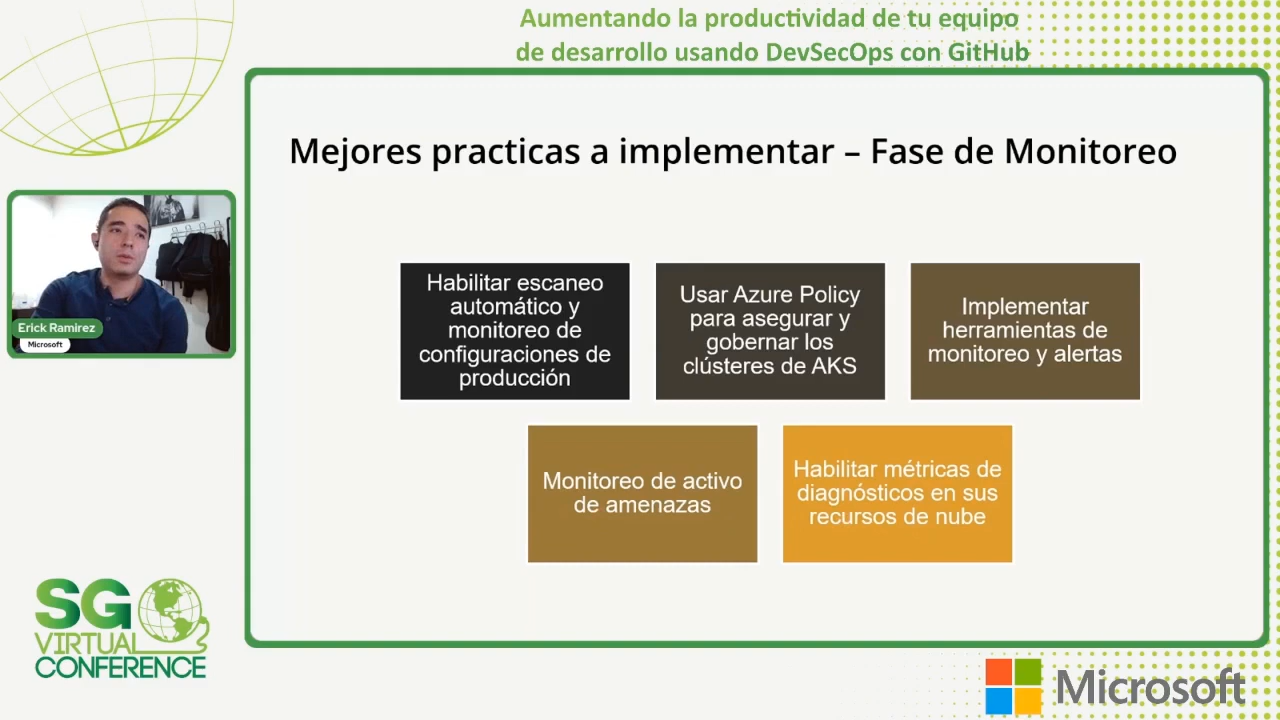 Aumentando la productividad de tu equipo
de desarrollo usando DevSecOps con GitHub
Mejores practicas a implementar – Fase de Monitoreo
Habilitar escaneo
automático y
monitoreo de
configuraciones de
producción
Usar Azure Policy
para asegurar y
gobernar los
clústeres de AKS
Implementar
herramientas de
monitoreo y alertas
Monitoreo de activo
de amenazas
Habilitar métricas de
diagnósticos en sus
recursos de nube
Erick Ramirez
Microsoft
SG
VIRTUAL
CONFERENCE
Microsoft